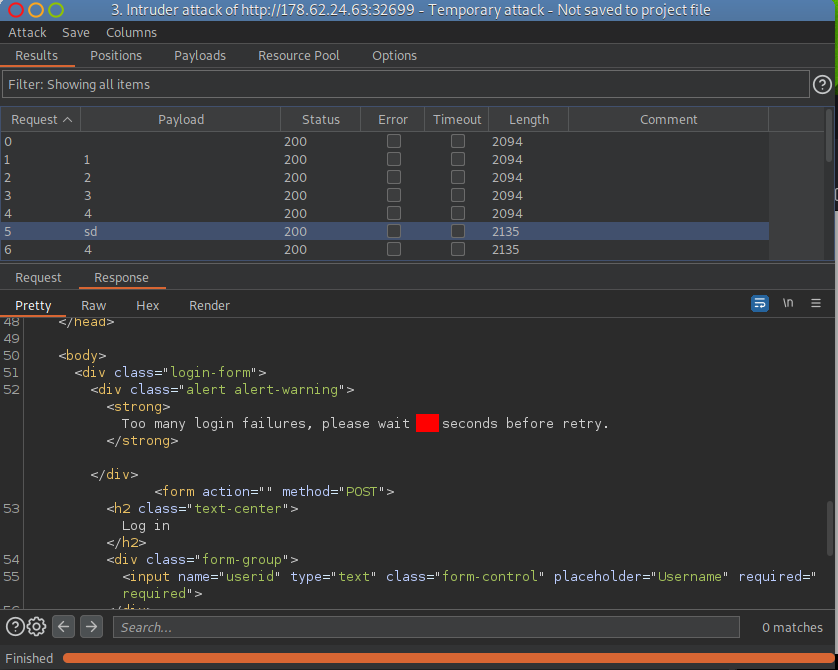 3. Intruder attack of http://178.62.24.63:32699 - Temporary attack - Not saved to project file
Attack Save Columns
Results Positions Payloads Resource Pool Options
Filter: Showing all items
?
Request Payload Status Error Timeout Length Comment
0 200 2094
1 1 200 2094
2 2 200 2094
3 3 200 2094
4 4 200 2094
5 sd 200 2135
6 4 200 2135
Request Response
Pretty Raw Hex Render \n
48 </head>
49
50 <body>
51 <div class="login-form">
52 <div class="alert alert-warning">
<strong>
Too many login failures, please wait seconds before retry.
</strong>
</div>
<form action="" method="POST">
53 <h2 class="text-center">
Log in
</h2>
54 <div class="form-group">
55 <input name="userid" type="text" class="form-control" placeholder="Username" required="
required">
56 </div>
? Search... 0 matches
Finished